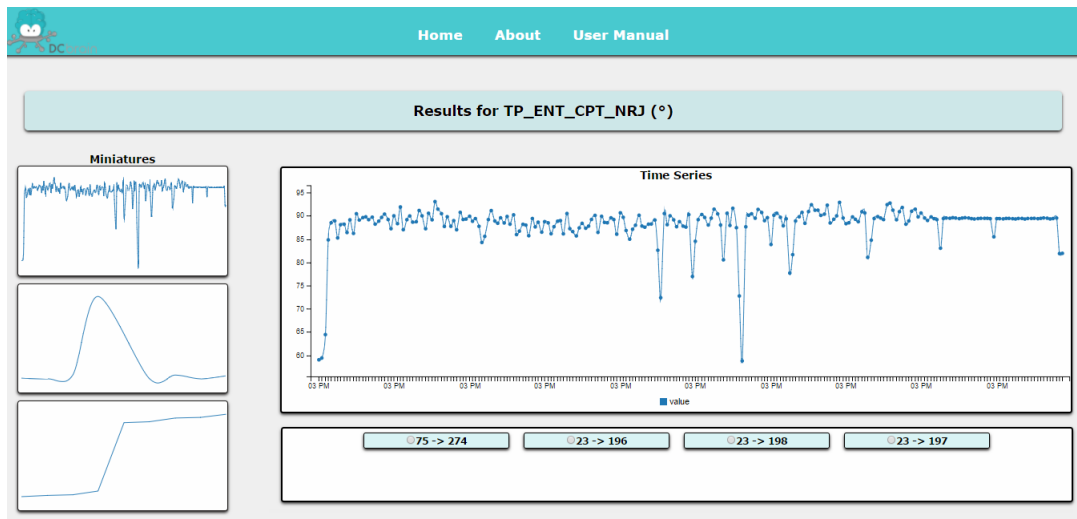 DC
Home About User Manual
Results for TP_ENT_CPT_NRJ (°)
Miniatures
Time Series
95
90
85
80
75
70
65
60
03 PM 03 PM 03 PM 03 PM 03 PM 03 PM 03 PM 03 PM 03 PM 03 PM
value
75 -> 274 23 -> 196 23 -> 198 23 -> 197